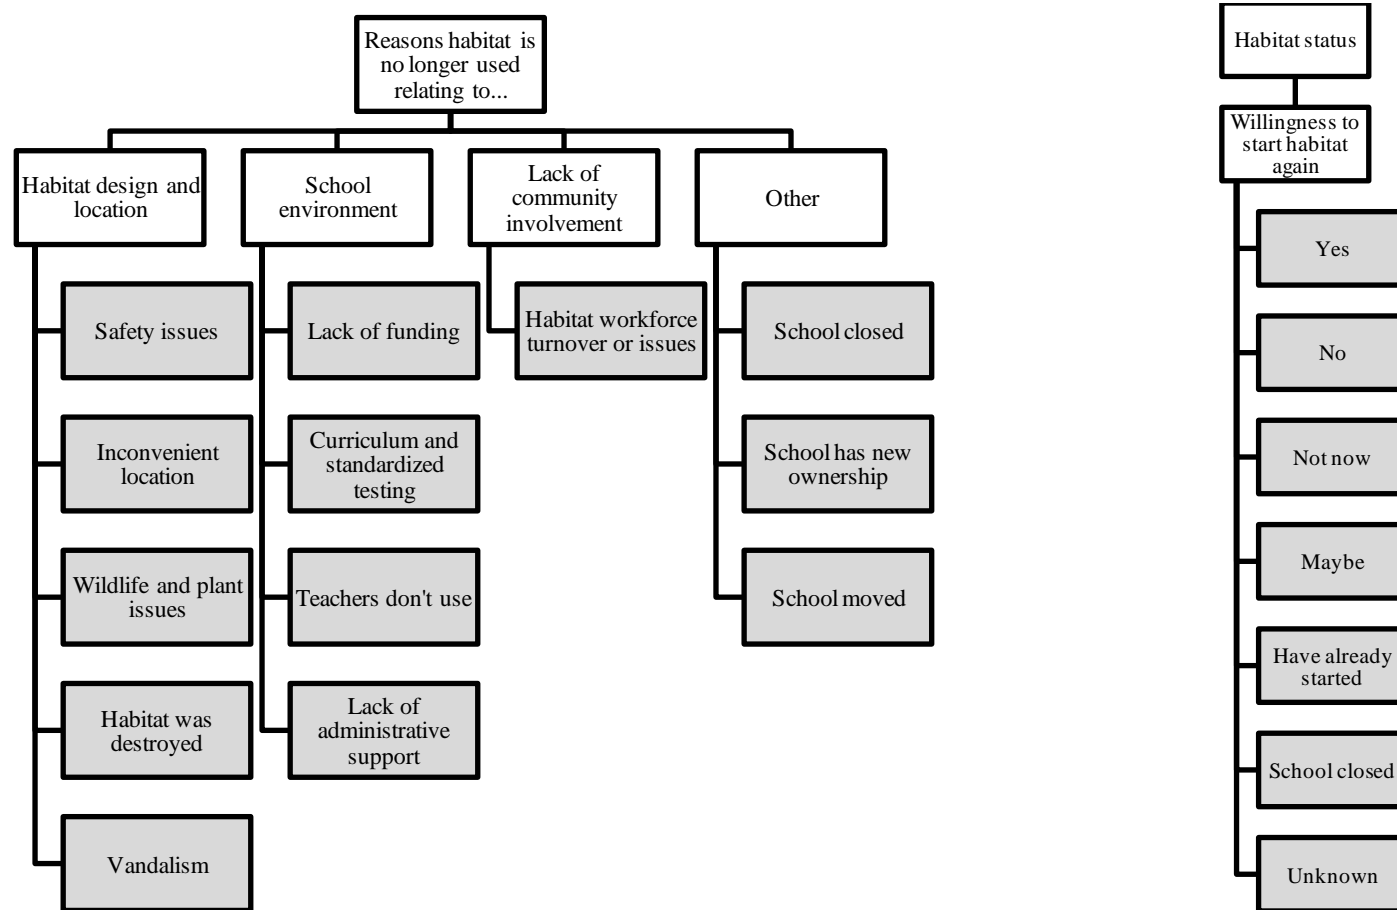 Reasons habitat is
no longer used
relating to...
Habitat design and
location
Safety issues
Inconvenient
location
Wildlife and plant
issues
Habitat was
destroyed
Vandalism
School
environment
Lack of funding
Curriculum and
standardized
testing
Teachers don't use
Lack of
administrative
support
Lack of
community
involvement
Habitat workforce
turnover or issues
Other
School closed
School has new
ownership
School moved
Habitat status
Willingness to
start habitat
again
Yes
No
Not now
Maybe
Have already
started
School closed
Unknown